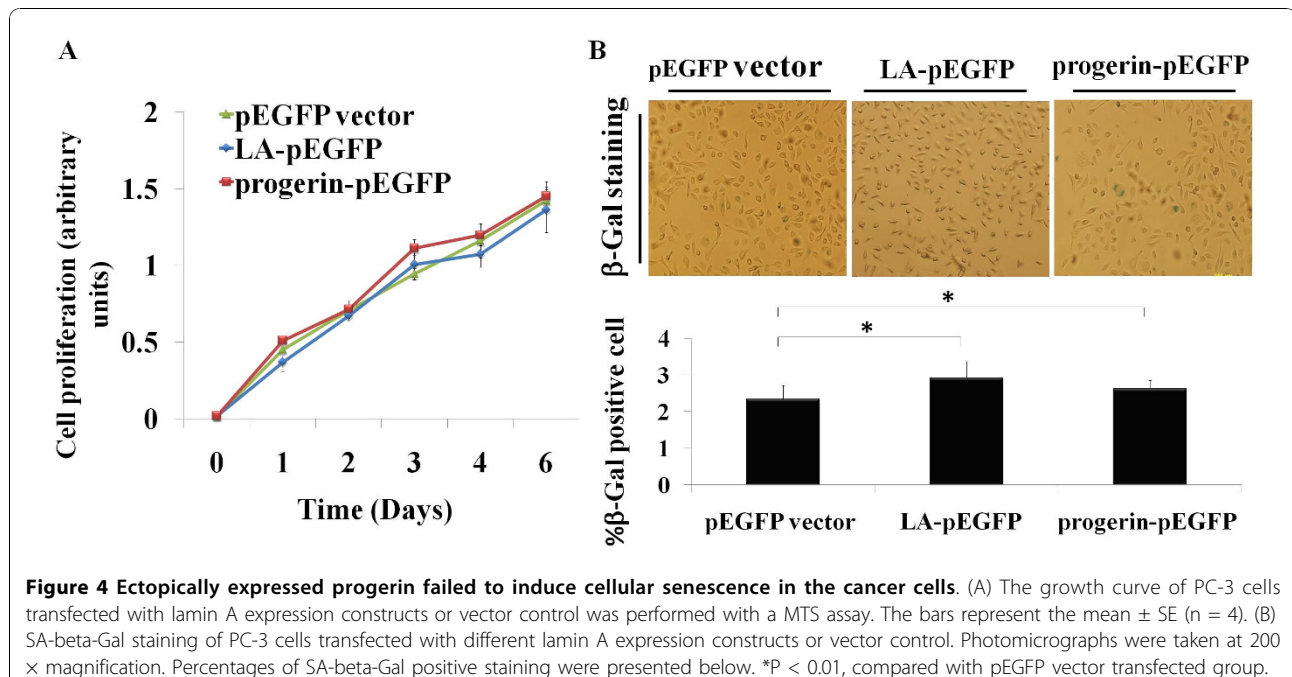 A
2
1.5
1
0.5
0
Cell proliferation (arbitrary
units)
pEGFP vector
LA-pEGFP
progerin-pEGFP
0 1 2 3 4 6
Time (Days)
B
pEGFP vector LA-pEGFP progerin-pEGFP
β-Gal staining
*
*
4
3
2
1
0
%β-Gal positive cell
pEGFP vector LA-pEGFP progerin-pEGFP
Figure 4 Ectopically expressed progerin failed to induce cellular senescence in the cancer cells. (A) The growth curve of PC-3 cells
transfected with lamin A expression constructs or vector control was performed with a MTS assay. The bars represent the mean ± SE (n = 4). (B)
SA-beta-Gal staining of PC-3 cells transfected with different lamin A expression constructs or vector control. Photomicrographs were taken at 200
× magnification. Percentages of SA-beta-Gal positive staining were presented below. *P < 0.01, compared with pEGFP vector transfected group.